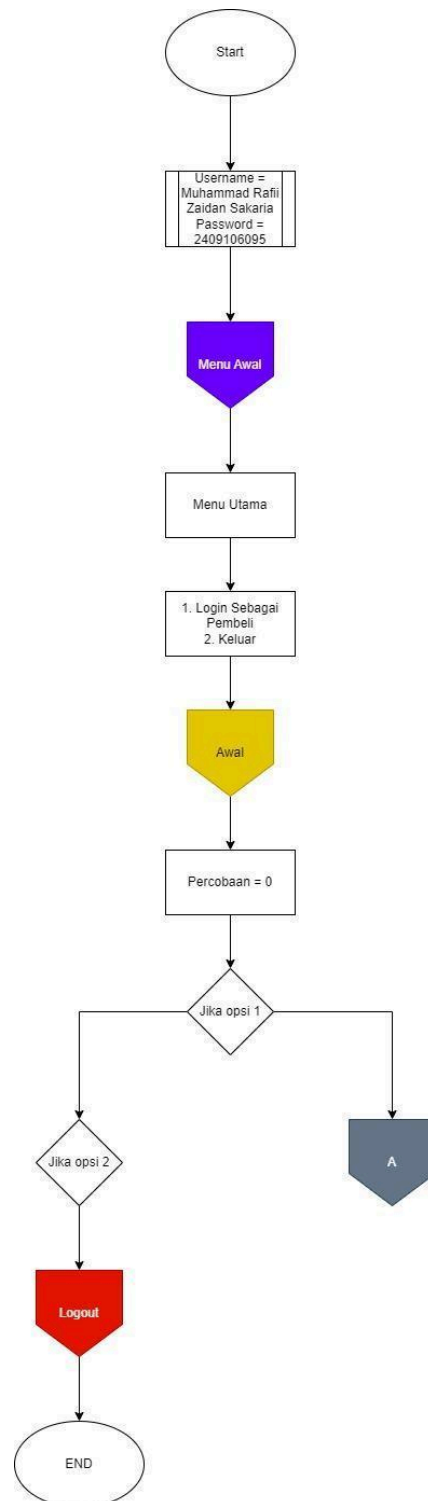 Start
Username =
Muhammad Rafii
Zaidan Sakaria
Password =
2409106095
Menu Awal
Menu Utama
1. Login Sebagai
Pembeli
2. Keluar
Awal
Percobaan = 0
Jika opsi 1
Jika opsi 2
A
Logout
END